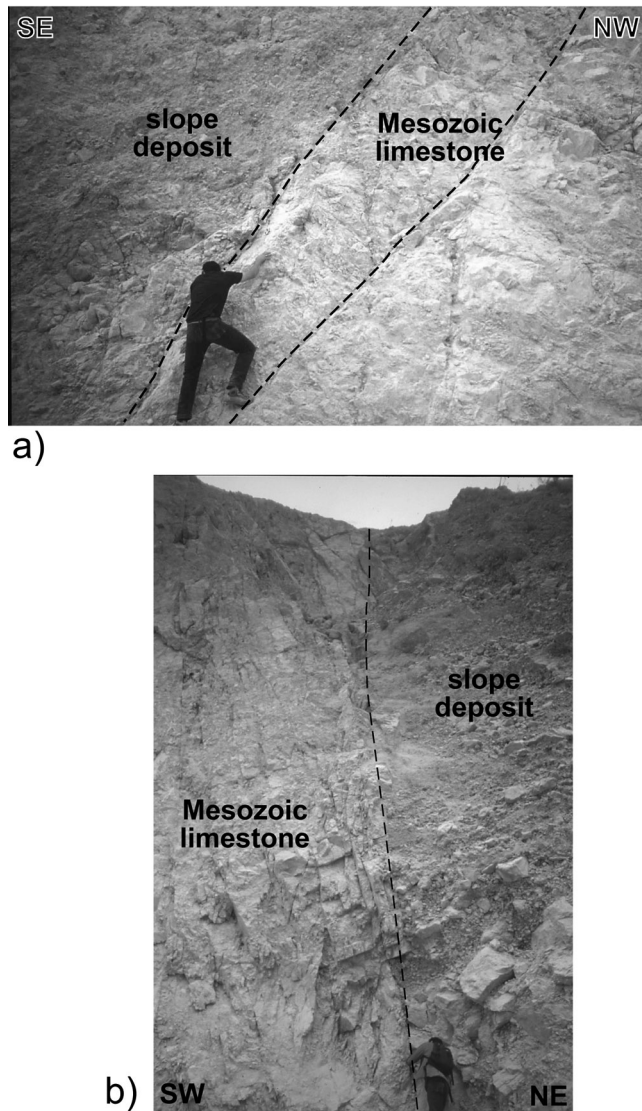 SE
NW
slope
deposit
Mesozoic
limestone
a)
slope
deposit
Mesozoic
limestone
b)
SW
NE